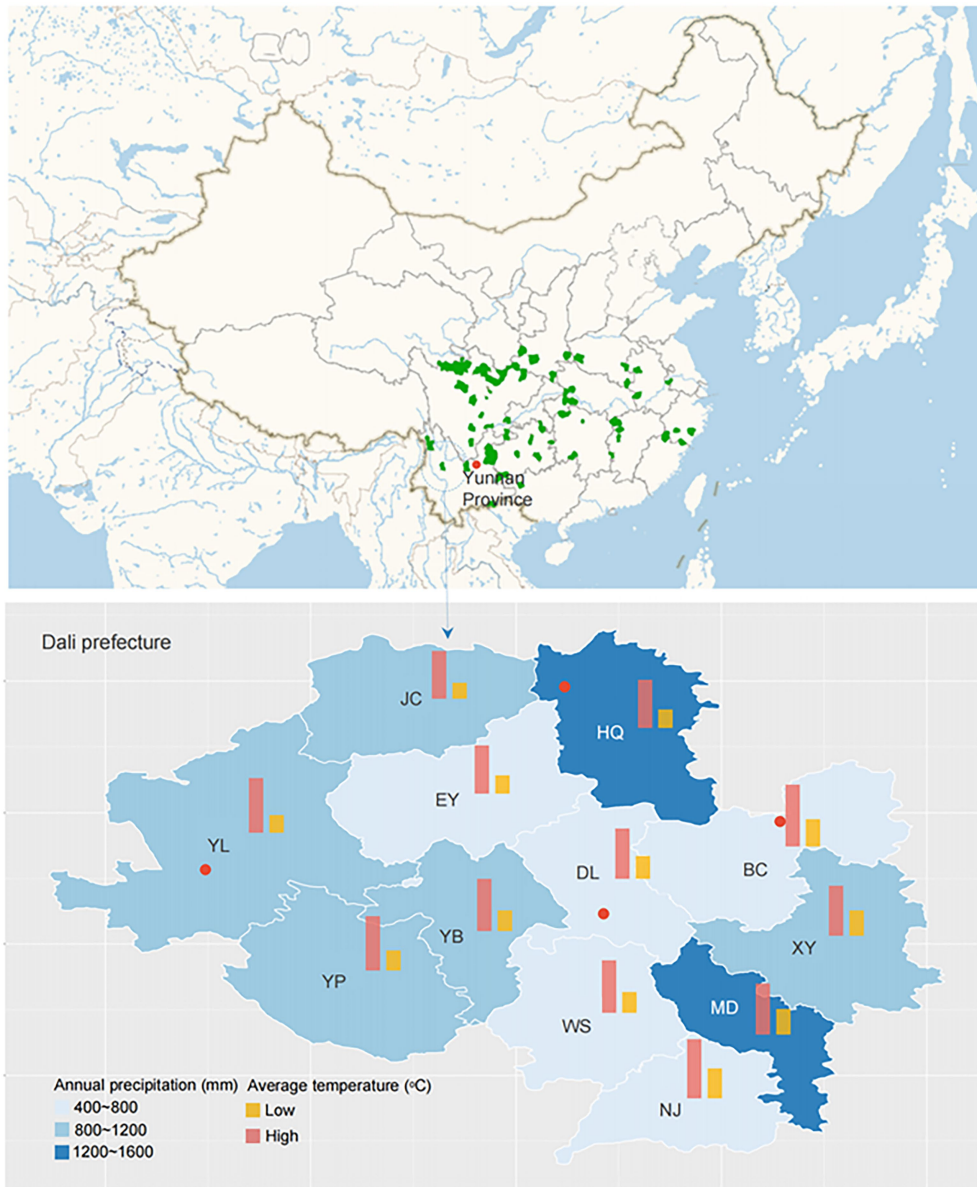 Yunnan
Province
Dali prefecture
JC
HQ
EY
YL
DL
BC
YB
XY
YP
MD
WS
NJ
Annual precipitation (mm)
400~800
800~1200
1200~1600
Average temperature (°C)
Low
High